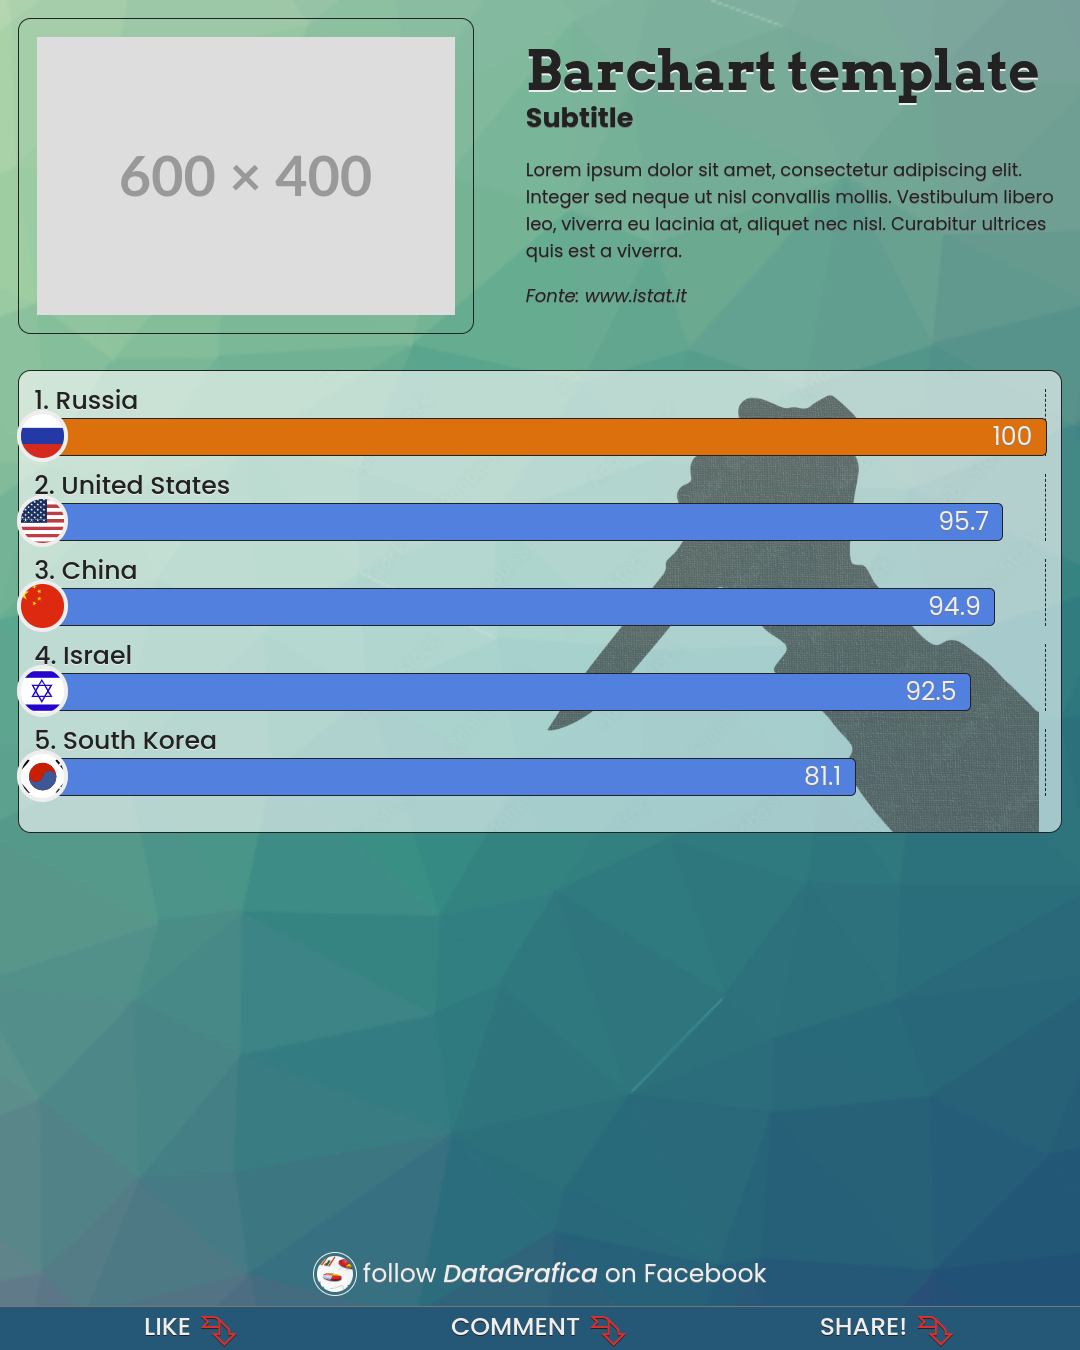 600 × 400
Barchart template
Subtitle
Lorem ipsum dolor sit amet, consectetur adipiscing elit.
Integer sed neque ut nisl convallis mollis. Vestibulum libero
leo, viverra eu lacinia at, aliquet nec nisl. Curabitur ultrices
quis est a viverra.
Fonte: www.istat.it
1. Russia
100
2. United States
95.7
3. China
94.9
4. Israel
92.5
5. South Korea
81.1
follow DataGrafica on Facebook
LIKE COMMENT SHARE!